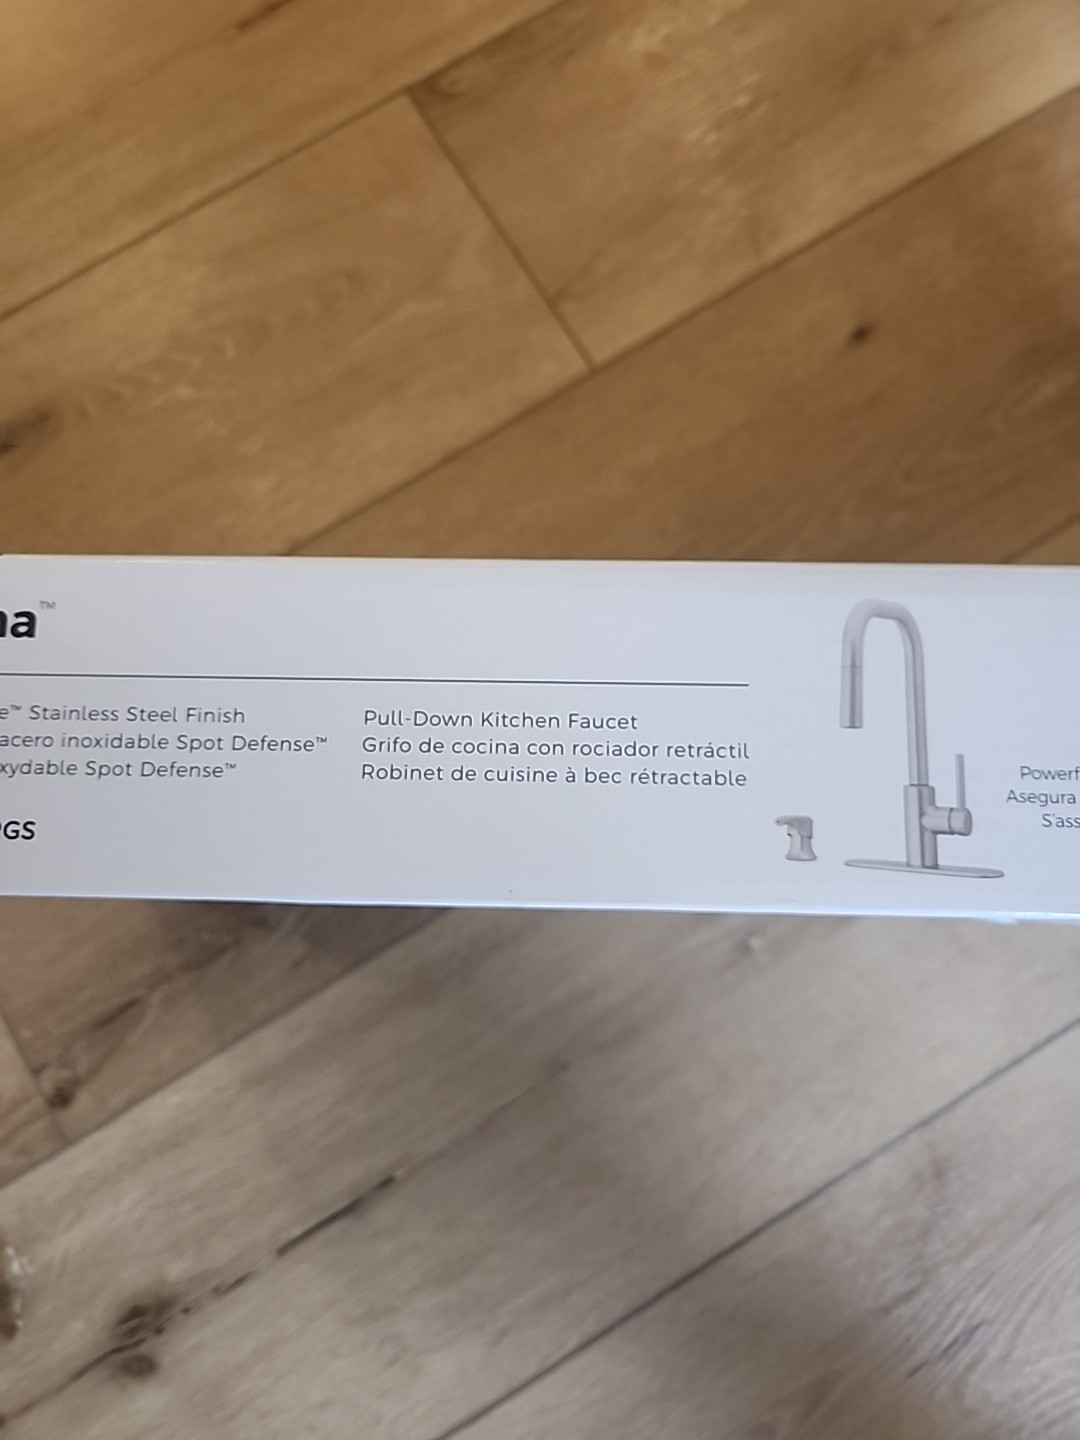 na™
e™ Stainless Steel Finish
acero inoxidable Spot Defense™
xydable Spot Defense™
GS
Pull-Down Kitchen Faucet
Grifo de cocina con rociador retráctil
Robinet de cuisine à bec rétractable
Powerf
Asegura
S'ass